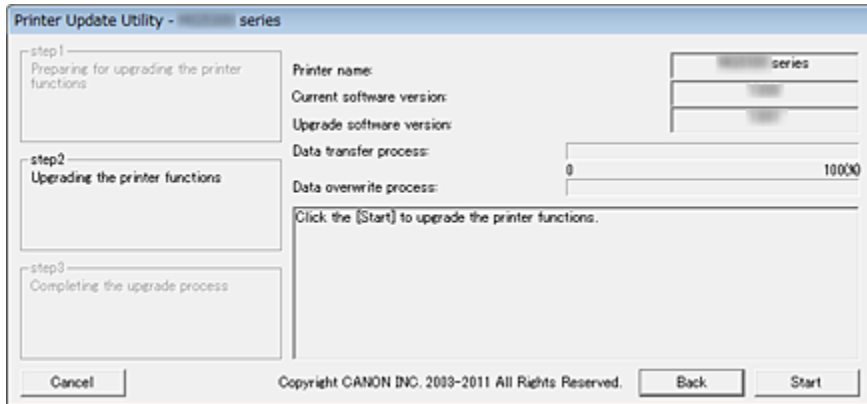 Printer Update Utility - series
step1
Preparing for upgrading the printer
functions
step2
Upgrading the printer functions
step3
Completing the upgrade process
Printer name: series
Current software version:
Upgrade software version:
Data transfer process:
0 100(%)
Data overwrite process:
Click the [Start] to upgrade the printer functions.
Cancel
Copyright CANON INC. 2003-2011 All Rights Reserved.
Back
Start